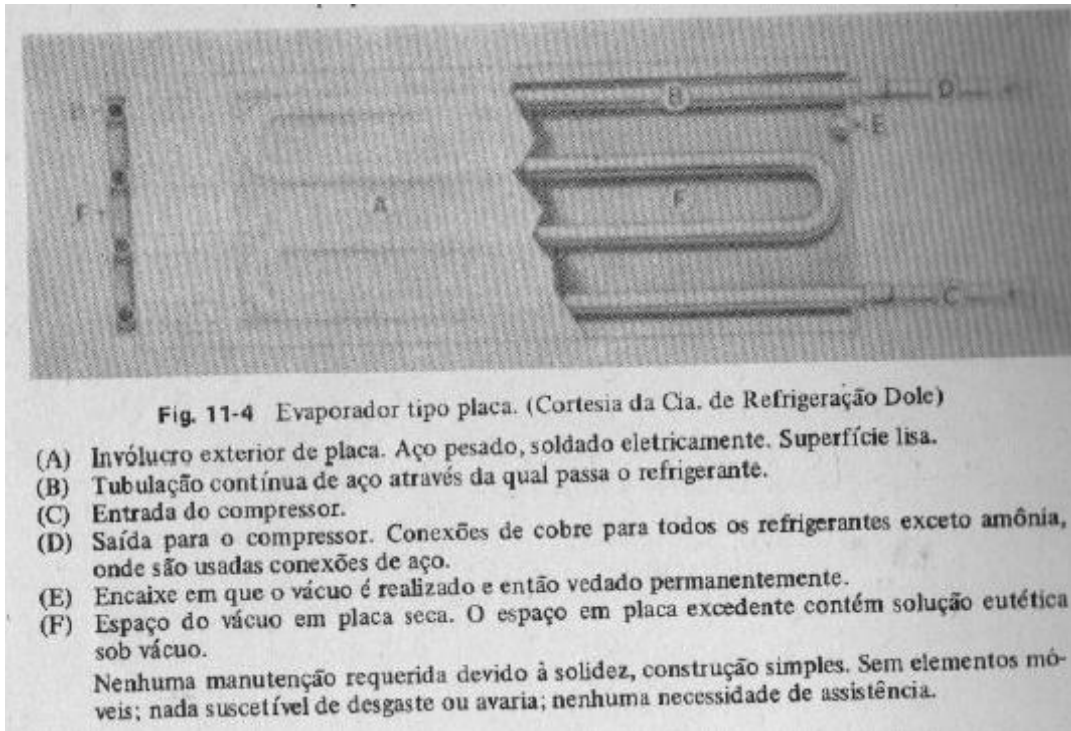 B
D
E
A
F
F
C
Fig. 11-4 Evaporador tipo placa. (Cortesia da Cia. de Refrigeração Dole)
(A) Invólucro exterior de placa. Aço pesado, soldado eletricamente. Superfície lisa.
(B) Tubulação contínua de aço através da qual passa o refrigerante.
(C) Entrada do compressor.
(D) Saída para o compressor. Conexões de cobre para todos os refrigerantes exceto amônia,
onde são usadas conexões de aço.
(E) Encaixe em que o vácuo é realizado e então vedado permanentemente.
(F) Espaço do vácuo em placa seca. O espaço em placa excedente contém solução eutética
sob vácuo.
Nenhuma manutenção requerida devido à solidez, construção simples. Sem elementos mó-
veis; nada suscetível de desgaste ou avaria; nenhuma necessidade de assistência.